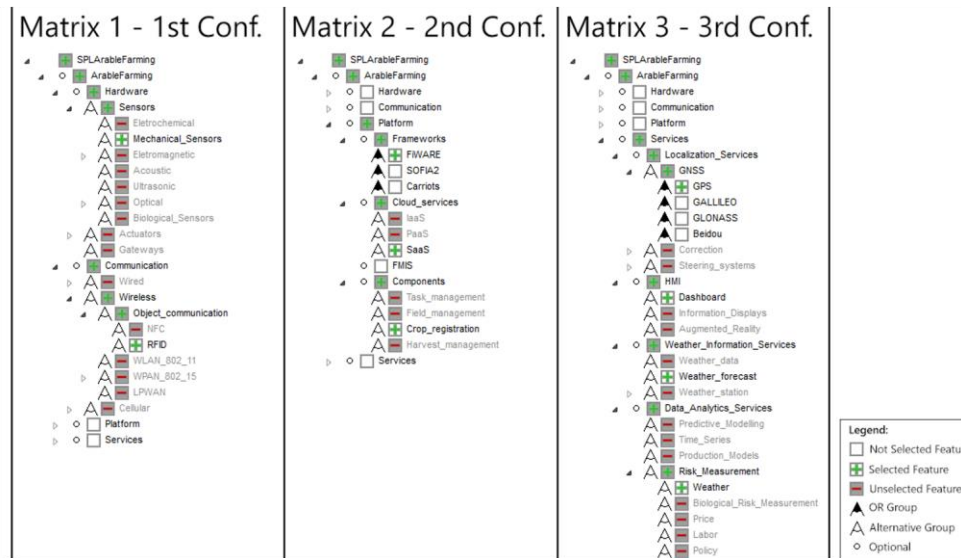 Matrix 1 - 1st Conf.
SPLArableFarming
ArableFarming
Hardware
Sensors
Eletrochemical
Mechanical_Sensors
Eletromagnetic
Acoustic
Ultrasonic
Optical
Biological_Sensors
Actuators
Gateways
Communication
Wired
Wireless
Object_communication
NFC
RFID
WLAN_802_11
WPAN_802_15
LPWAN
Cellular
Platform
Services
Matrix 2 - 2nd Conf.
SPLArableFarming
ArableFarming
Hardware
Communication
Platform
Frameworks
FiWARE
SOFIA2
Carriots
Cloud_services
IaaS
PaaS
SaaS
FMIS
Components
Task_management
Field_management
Crop_registration
Harvest_management
Services
Matrix 3 - 3rd Conf.
SPLArableFarming
ArableFarming
Hardware
Communication
Platform
Services
Localization_Services
GNSS
GPS
GALLILEO
GLONASS
Beidou
Correction
Steering_systems
HMI
Dashboard
Information_Displays
Augmented_Reality
Weather_Information_Services
Weather_data
Weather_forecast
Weather_station
Data_Analytics_Services
Predictive_Modelling
Time_Series
Production_Models
Risk_Measurement
Weather
Biological_Risk_Measurement
Price
Labor
Policy
Legend:
Not Selected Featu
Selected Feature
Unselected Feature
OR Group
Alternative Group
Optional